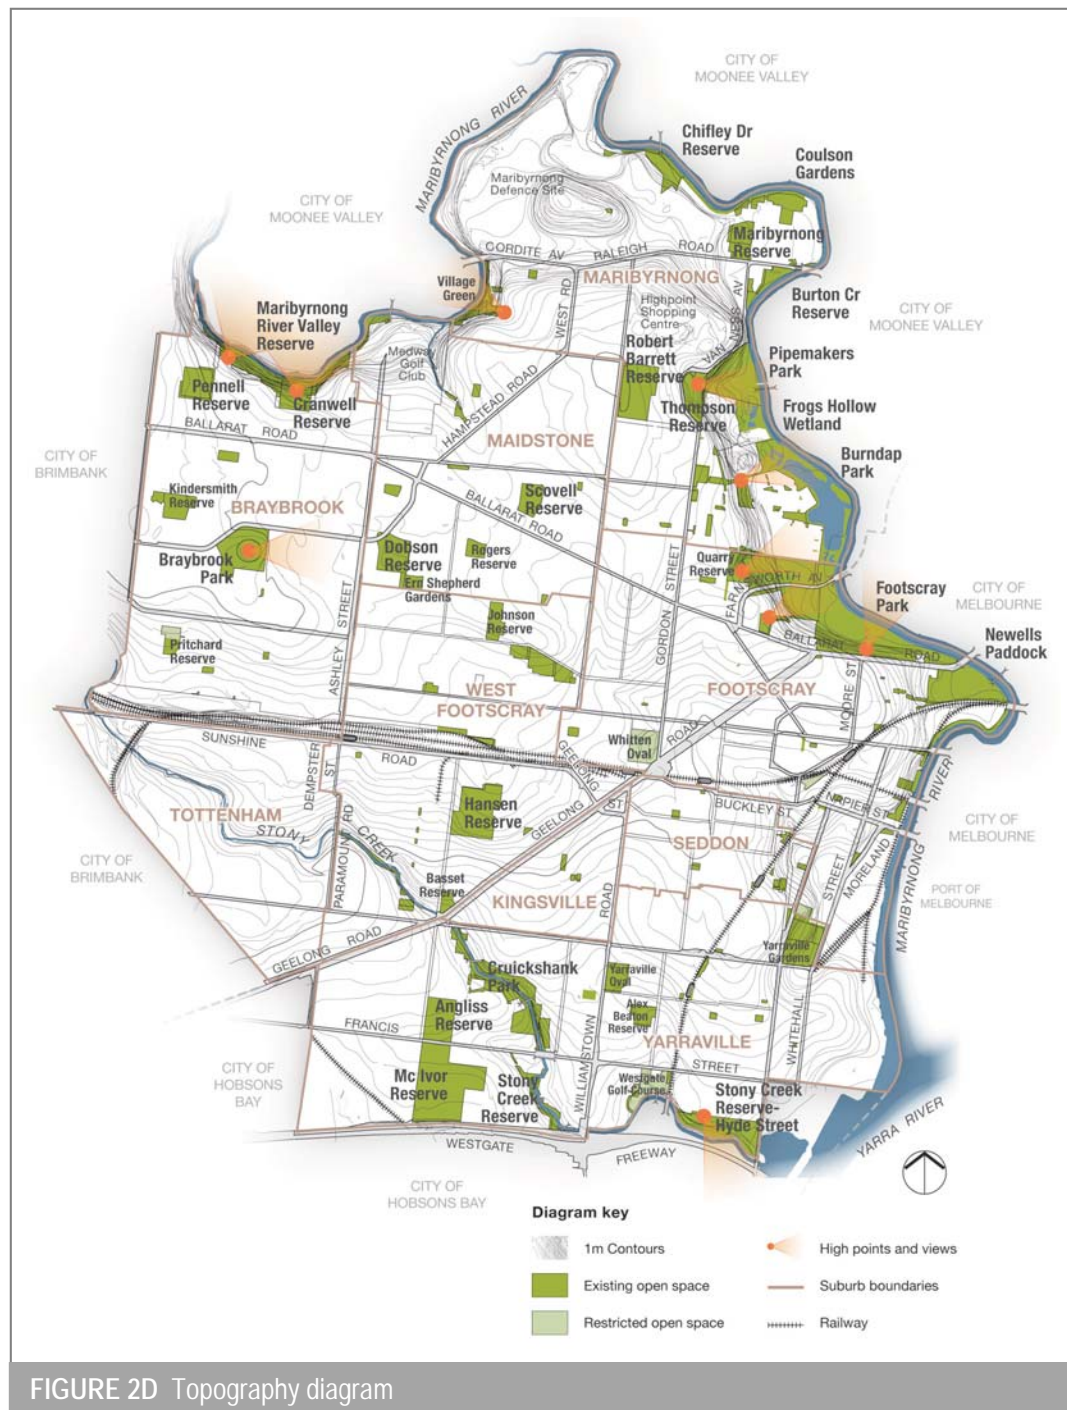 CITY OF
MOONEE VALLEY
MARIBYRNONG RIVER
Chifley Dr
Reserve
Coulson
Gardens
Maribyrnong
Defence Site
CITY OF
MOONEE VALLEY
Maribyrnong
Reserve
CORDITE AV
RALEIGH ROAD
MARIBYRNONG
Village
Green
WEST RD
Highpoint
Shopping
Centre
VAN NESS AV
Burton Cr
Reserve
CITY OF
MOONEE VALLEY
Maribyrnong
River Valley
Reserve
Robert
Barrett
Reserve
Pipemakers
Park
Medway
Golf
Club
Pennell
Reserve
Cranwell
Reserve
HAMPSTEAD ROAD
Thompson
Reserve
Frogs Hollow
Wetland
BALLARAT ROAD
MAIDSTONE
Burndap
Park
CITY OF
BRIMBANK
Kindersmith
Reserve
BRAYBROOK
Scovell
Reserve
BALLARAT ROAD
Braybrook
Park
Dobson
Reserve
Rogers
Reserve
Ern Shepherd
Gardens
STREET
Quarry
Reserve
FARNSWORTH AV
Footscray
Park
CITY OF
MELBOURNE
Johnson
Reserve
GORDON
BALLARAT ROAD
Newells
Paddock
Pritchard
Reserve
ASHLEY STREET
WEST
FOOTSCRAY
FOOTSCRAY
MOORE ST
SUNSHINE ROAD
Whitten
Oval
ROAD
GEELONG ST
DEMPSTER ST
TOTTENHAM
STONY CREEK
Hansen
Reserve
GEELONG
BUCKLEY ST
NAPIER ST
RIVER
SEDDON
CITY OF
MELBOURNE
CITY OF
BRIMBANK
PARAMOUNT RD
Basset
Reserve
KINGSVILLE
ROAD
STREET
MORELAND
PORT OF
MELBOURNE
MARIBYRNONG
GEELONG ROAD
Cruickshank
Park
Yarraville
Oval
Yarraville
Gardens
Angliss
Reserve
Alex
Beaton
Reserve
FRANCIS
YARRAVILLE
WHITEHALL
STREET
CITY OF
HOBSONS
BAY
Mc Ivor
Reserve
Stony
Creek
Reserve
WILLIAMSTOWN
Westgate
Golf Course
Stony Creek
Reserve-
Hyde Street
YARRA RIVER
WESTGATE
FREEWAY
CITY OF
HOBSONS BAY
Diagram key
1m Contours
High points and views
Existing open space
Suburb boundaries
Restricted open space
Railway
FIGURE 2D Topography diagram